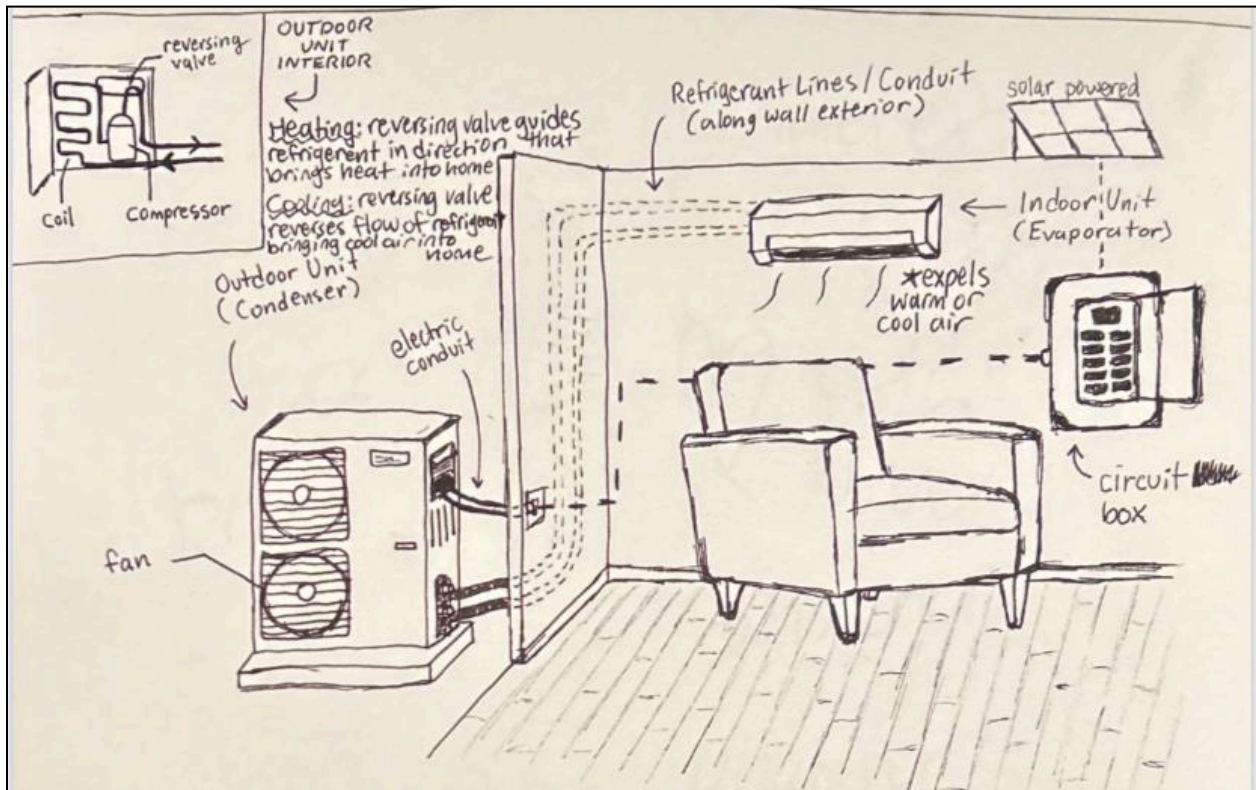 reversing
valve
Coil
Compressor
OUTDOOR
UNIT
INTERIOR
Heating: reversing valve guides
refrigerent in direction that
brings heat into home
Cooling: reversing valve
reverses flow of refrigerant
bringing cool air into
home
Outdoor Unit
(Condenser)
electric
conduit
fan
Refrigerant Lines / Conduit
(along wall exterior)
solar powered
Indoor Unit
(Evaporator)
*expels
warm or
cool air
circuit
box